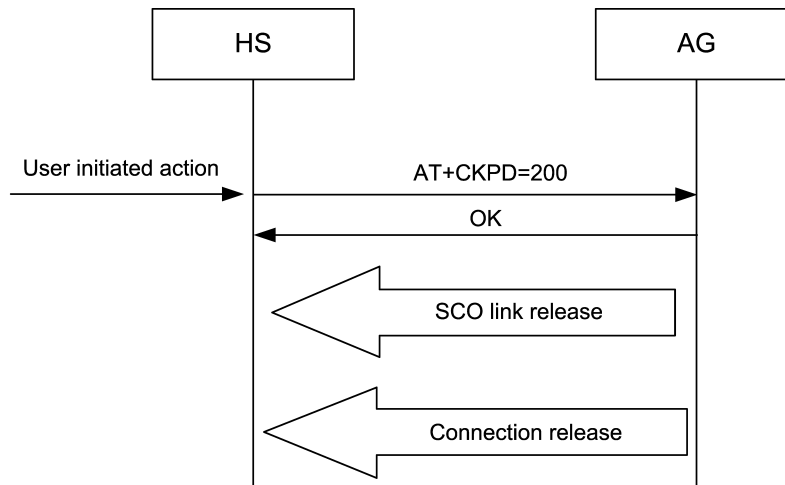 HS
AG
User initiated action
AT+CKPD=200
OK
SCO link release
Connection release